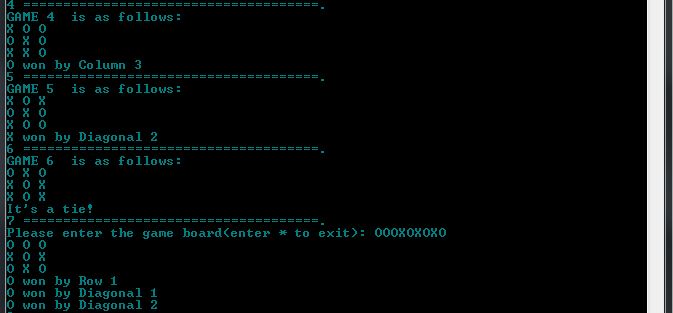 4 ===================================.
GAME 4  is as follows:
X O O
O X O
X X O
O won by Column 3
5 ===================================.
GAME 5  is as follows:
X O X
O X O
X O O
X won by Diagonal 2
6 ===================================.
GAME 6  is as follows:
O X O
X O X
X O X
It's a tie!
7 ===================================.
Please enter the game board(enter * to exit): OOOXOXOXO
O O O
X O X
O X O
O won by Row 1
O won by Diagonal 1
O won by Diagonal 2